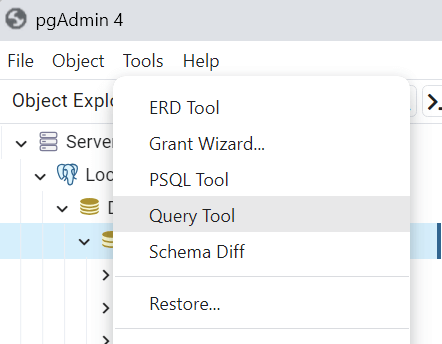 pgAdmin 4
File Object Tools Help
Object Explo
ERD Tool
Server
Grant Wizard...
Loc
PSQL Tool
D
Query Tool
Schema Diff
Restore...